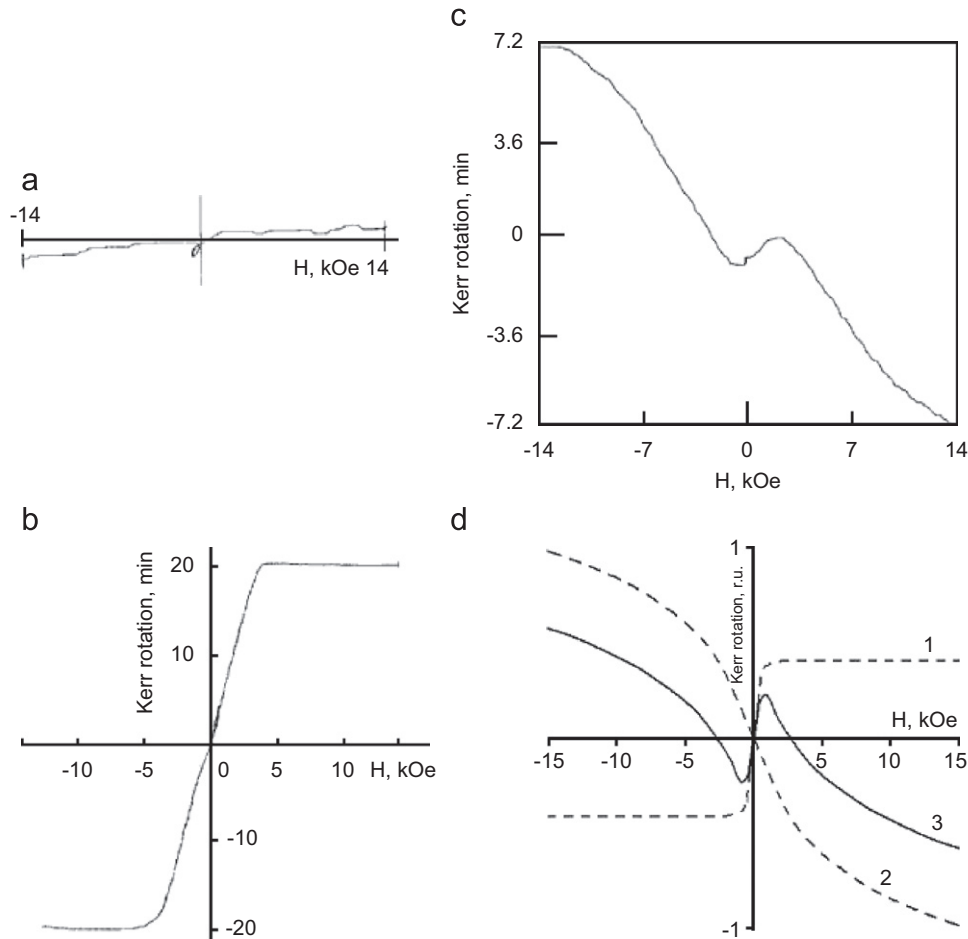 a
-14
H, kOe 14
b
Kerr rotation, min
20
10
-10
-5
0
5
10
H, kOe
-10
-20
c
Kerr rotation, min
7.2
3.6
0
-3.6
-7.2
-14
-7
0
7
14
H, kOe
d
Kerr rotation, r.u.
1
1
H, kOe
-15
-10
-5
0
5
10
15
3
2
-1